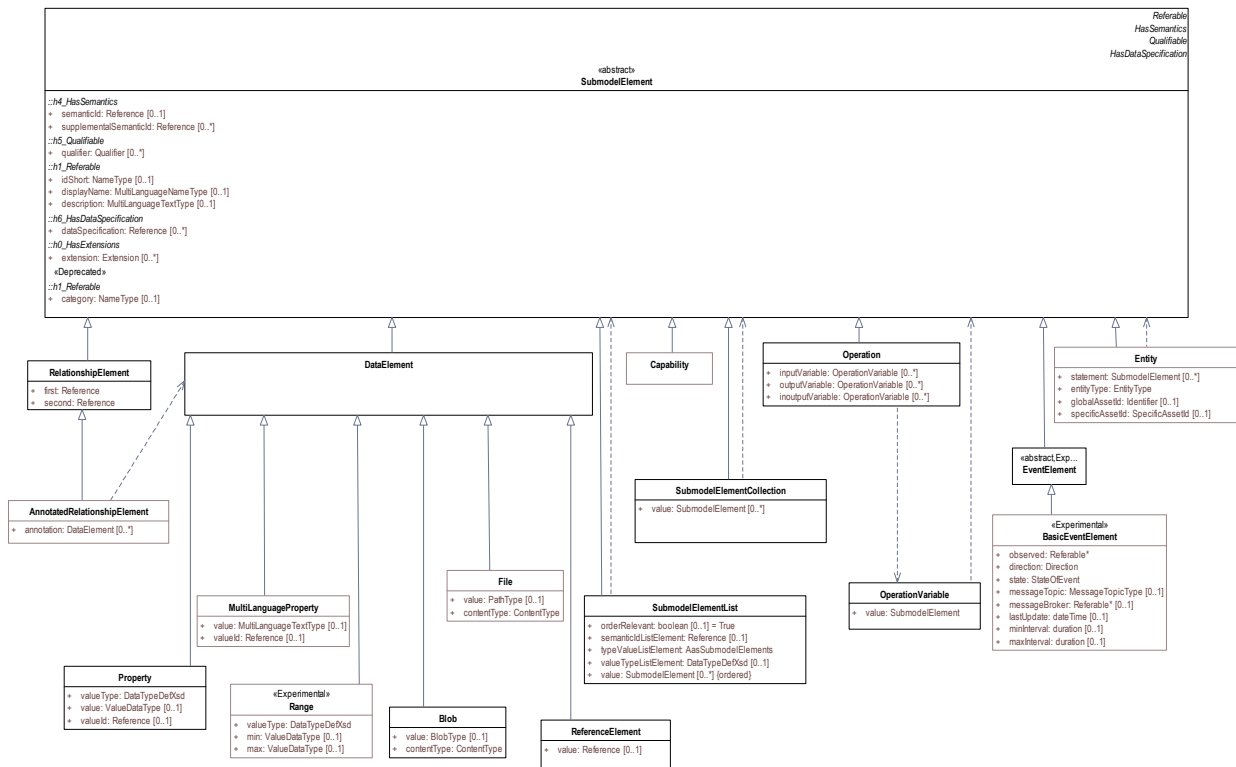 Referable
HasSemantics
Qualifiable
HasDataSpecification
«abstract»
SubmodelElement
::h4_HasSemantics
+ semanticId: Reference [0..1]
+ supplementalSemanticId: Reference [0..*]
::h5_Qualifiable
+ qualifier: Qualifier [0..*]
::h1_Referable
+ idShort: NameType [0..1]
+ displayName: MultiLanguageNameType [0..1]
+ description: MultiLanguageTextType [0..1]
::h6_HasDataSpecification
+ dataSpecification: Reference [0..*]
::h0_HasExtensions
+ extension: Extension [0..*]
«Deprecated»
::h1_Referable
+ category: NameType [0..1]
RelationshipElement
+ first: Reference
+ second: Reference
DataElement
Capability
Operation
+ inputVariable: OperationVariable [0..*]
+ outputVariable: OperationVariable [0..*]
+ inoutputVariable: OperationVariable [0..*]
Entity
+ statement: SubmodelElement [0..*]
+ entityType: EntityType
+ globalAssetId: Identifier [0..1]
+ specificAssetId: SpecificAssetId [0..1]
«abstract,Exp...
EventElement
AnnotatedRelationshipElement
+ annotation: DataElement [0..*]
SubmodelElementCollection
+ value: SubmodelElement [0..*]
«Experimental»
BasicEventElement
+ observed: Referable*
+ direction: Direction
+ state: StateOfEvent
+ messageTopic: MessageTopicType [0..1]
+ messageBroker: Referable* [0..1]
+ lastUpdate: dateTime [0..1]
+ minInterval: duration [0..1]
+ maxInterval: duration [0..1]
File
+ value: PathType [0..1]
+ contentType: ContentType
OperationVariable
+ value: SubmodelElement
MultiLanguageProperty
+ value: MultiLanguageTextType [0..1]
+ valueId: Reference [0..1]
SubmodelElementList
+ orderRelevant: boolean [0..1] = True
+ semanticIdListElement: Reference [0..1]
+ typeValueListElement: AasSubmodelElements
+ valueTypeListElement: DataTypeDefXsd [0..1]
+ value: SubmodelElement [0..*] {ordered}
Property
+ valueType: DataTypeDefXsd
+ value: ValueDataType [0..1]
+ valueId: Reference [0..1]
«Experimental»
Range
+ valueType: DataTypeDefXsd
+ min: ValueDataType [0..1]
+ max: ValueDataType [0..1]
Blob
+ value: BlobType [0..1]
+ contentType: ContentType
ReferenceElement
+ value: Reference [0..1]